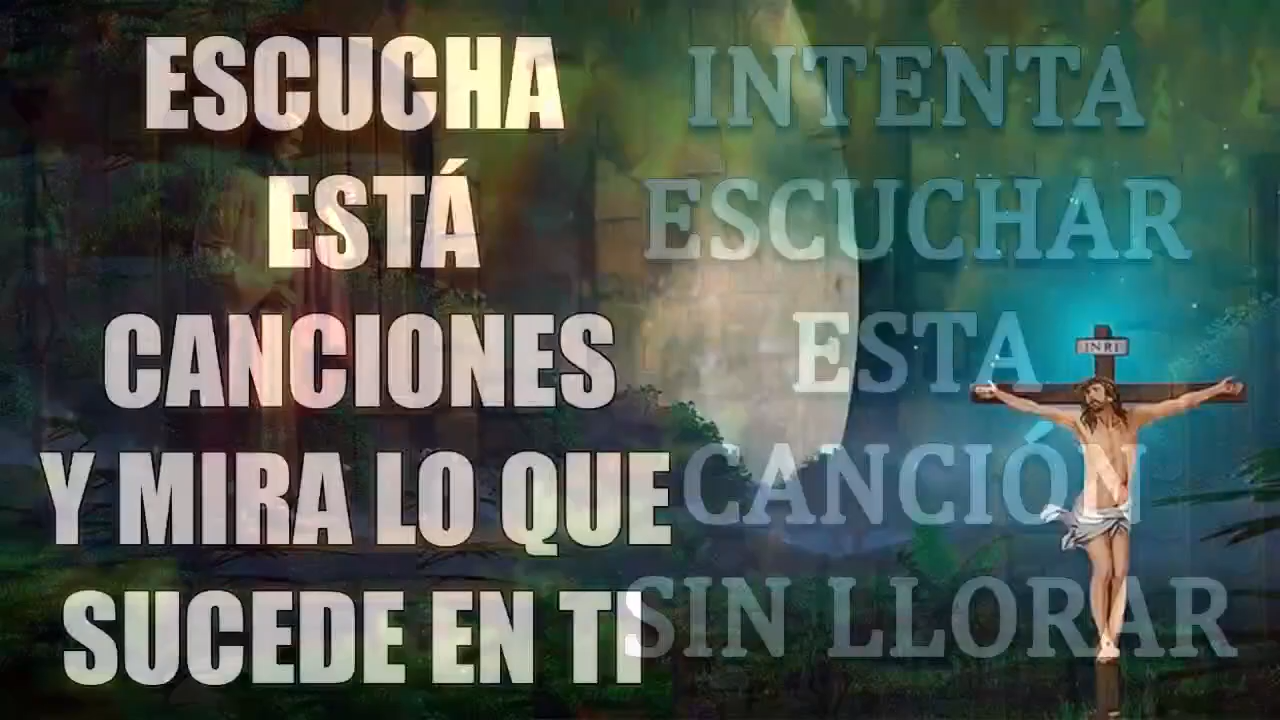 ESCUCHA
ESTÁ
CANCIONES
Y MIRA LO QUE
SUCEDE EN TI
INTENTA
ESCUCHAR
ESTA
CANCIÓN
SIN LLORAR
INRI